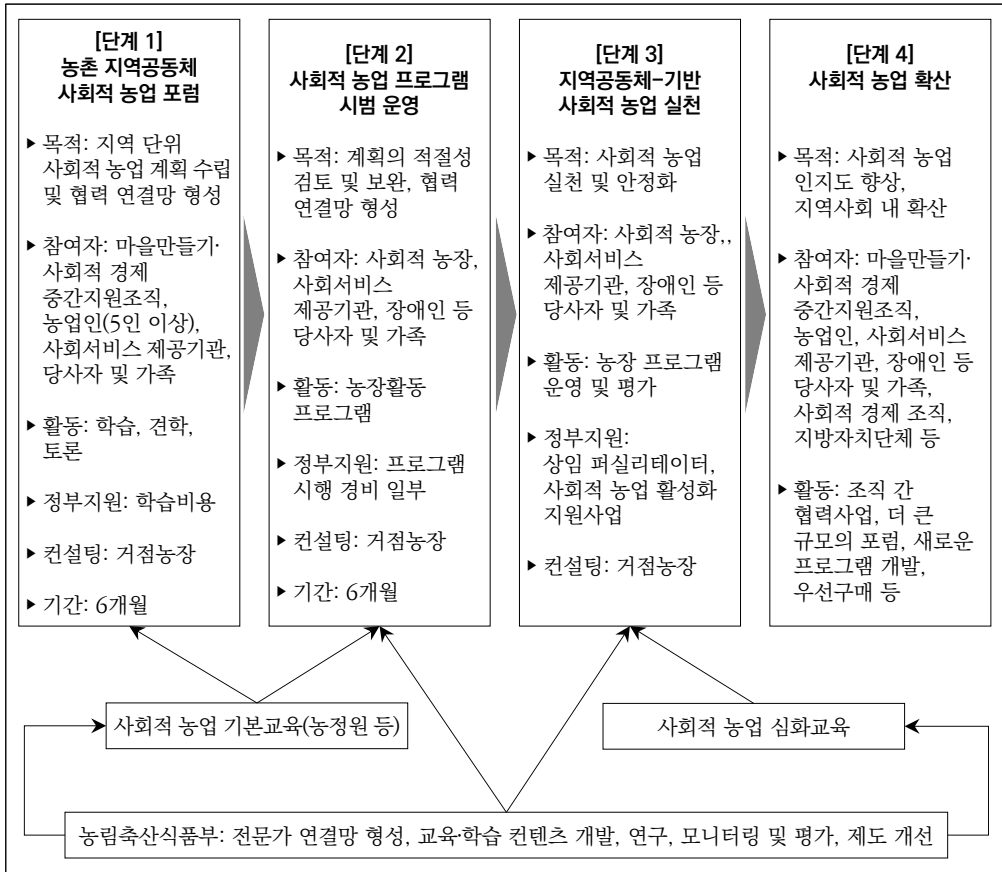 [단계 1]
농촌 지역공동체
사회적 농업 포럼
▶ 목적: 지역 단위
사회적 농업 계획 수립
및 협력 연결망 형성
▶ 참여자: 마을만들기·
사회적 경제
중간지원조직,
농업인(5인 이상),
사회서비스 제공기관,
당사자 및 가족
▶ 활동: 학습, 견학,
토론
▶ 정부지원: 학습비용
▶ 컨설팅: 거점농장
▶ 기간: 6개월
[단계 2]
사회적 농업 프로그램
시범 운영
▶ 목적: 계획의 적절성
검토 및 보완, 협력
연결망 형성
▶ 참여자: 사회적 농장,
사회서비스
제공기관, 장애인 등
당사자 및 가족
▶ 활동: 농장활동
프로그램
▶ 정부지원: 프로그램
시행 경비 일부
▶ 컨설팅: 거점농장
▶ 기간: 6개월
[단계 3]
지역공동체-기반
사회적 농업 실천
▶ 목적: 사회적 농업
실천 및 안정화
▶ 참여자: 사회적 농장,,
사회서비스
제공기관, 장애인 등
당사자 및 가족
▶ 활동: 농장 프로그램
운영 및 평가
▶ 정부지원:
상임 퍼실리테이터,
사회적 농업 활성화
지원사업
▶ 컨설팅: 거점농장
[단계 4]
사회적 농업 확산
▶ 목적: 사회적 농업
인지도 향상,
지역사회 내 확산
▶ 참여자: 마을만들기·
사회적 경제
중간지원조직,
농업인, 사회서비스
제공기관, 장애인 등
당사자 및 가족,
사회적 경제 조직,
지방자치단체 등
▶ 활동: 조직 간
협력사업, 더 큰
규모의 포럼, 새로운
프로그램 개발,
우선구매 등
사회적 농업 기본교육(농정원 등)
사회적 농업 심화교육
농림축산식품부: 전문가 연결망 형성, 교육·학습 컨텐츠 개발, 연구, 모니터링 및 평가, 제도 개선